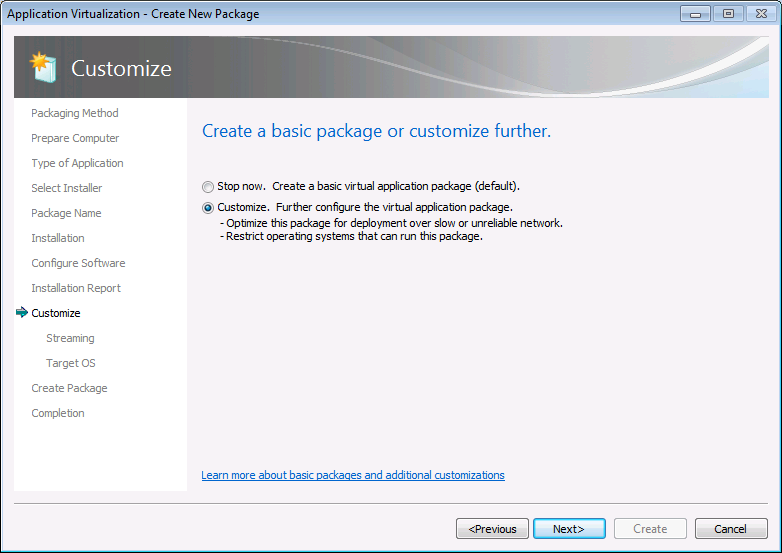 Application Virtualization - Create New Package
Customize
Packaging Method
Prepare Computer
Type of Application
Select Installer
Package Name
Installation
Configure Software
Installation Report
Customize
Streaming
Target OS
Create Package
Completion
Create a basic package or customize further.
Stop now.  Create a basic virtual application package (default).
Customize.  Further configure the virtual application package.
- Optimize this package for deployment over slow or unreliable network.
- Restrict operating systems that can run this package.
Learn more about basic packages and additional customizations
<Previous
Next>
Create
Cancel